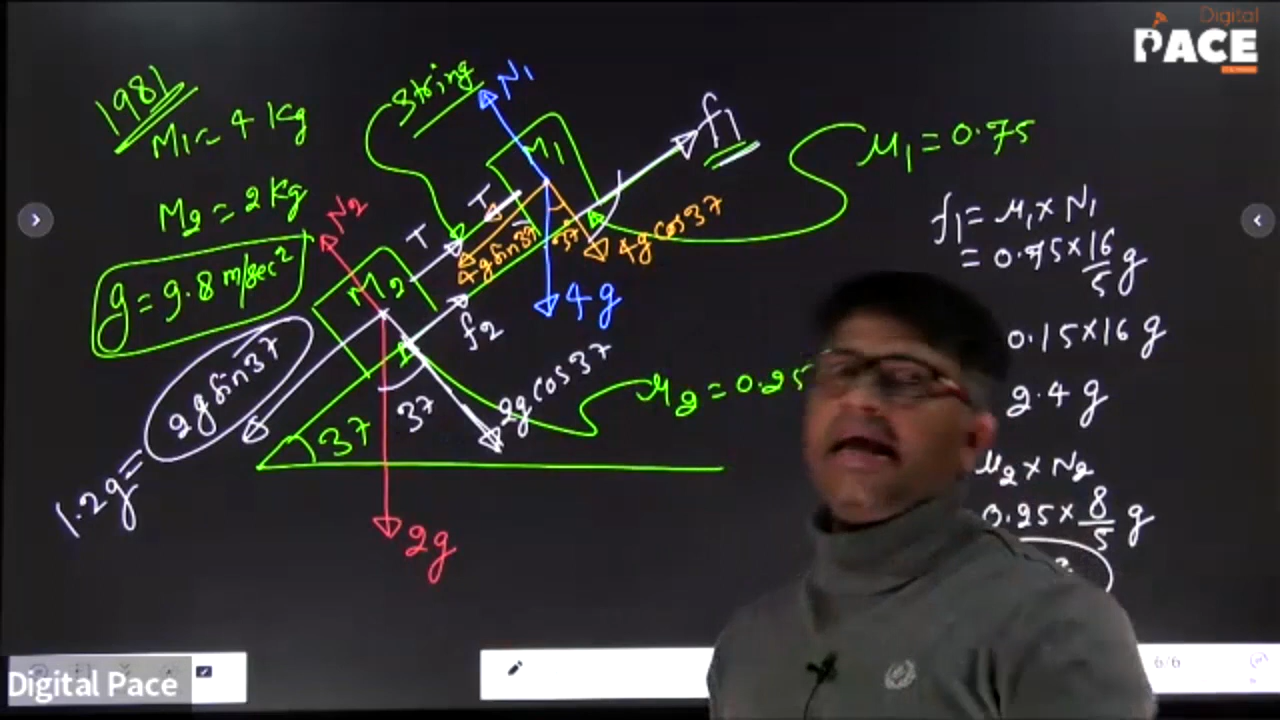 Digital
PACE
1981
M1 = 4 Kg
M2 = 2 Kg
g = 9.8 m/sec²
String
N1
M1
f1
μ1 = 0.75
T
T
4g sin37
37
4g cos37
4g
N2
M2
f2
μ2 = 0.25
2g sin37
1.2g =
37
37
2g cos37
2g
f1 = μ1 × N1
= 0.75 × 16/5 g
0.15 × 16 g
2.4 g
μ2 × N2
0.25 × 8/5 g
6/6
Digital Pace